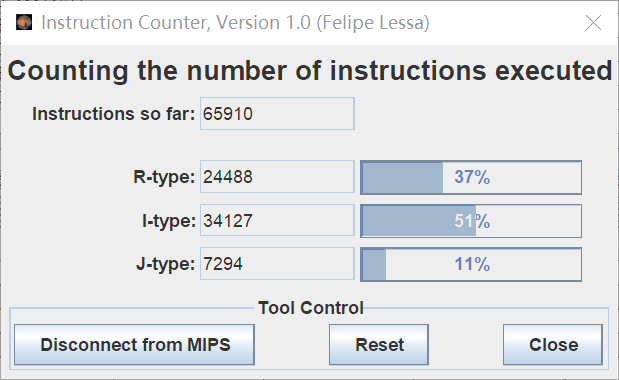 Instruction Counter, Version 1.0 (Felipe Lessa)
Counting the number of instructions executed
Instructions so far: 65910
R-type: 24488 37%
I-type: 34127 51%
J-type: 7294 11%
Tool Control
Disconnect from MIPS Reset Close